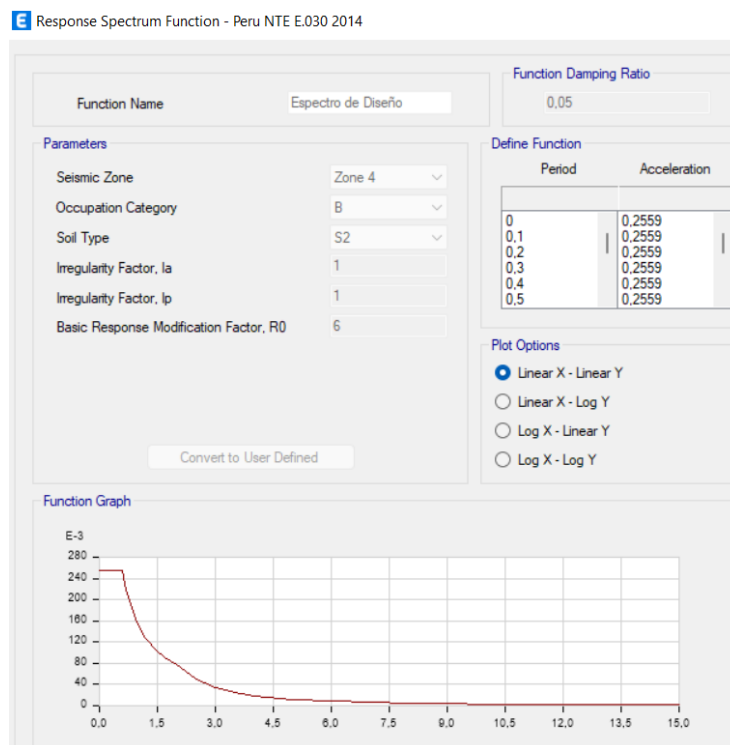 E Response Spectrum Function - Peru NTE E.030 2014
Function Name
Espectro de Diseño
Function Damping Ratio
0,05
Parameters
Seismic Zone
Zone 4
Occupation Category
B
Soil Type
S2
Irregularity Factor, Ia
1
Irregularity Factor, Ip
1
Basic Response Modification Factor, R0
6
Convert to User Defined
Define Function
Period Acceleration
0 0,2559
0,1 0,2559
0,2 0,2559
0,3 0,2559
0,4 0,2559
0,5 0,2559
Plot Options
Linear X - Linear Y
Linear X - Log Y
Log X - Linear Y
Log X - Log Y
Function Graph
E-3
280
240
200
160
120
80
40
0
0,0 1,5 3,0 4,5 6,0 7,5 9,0 10,5 12,0 13,5 15,0